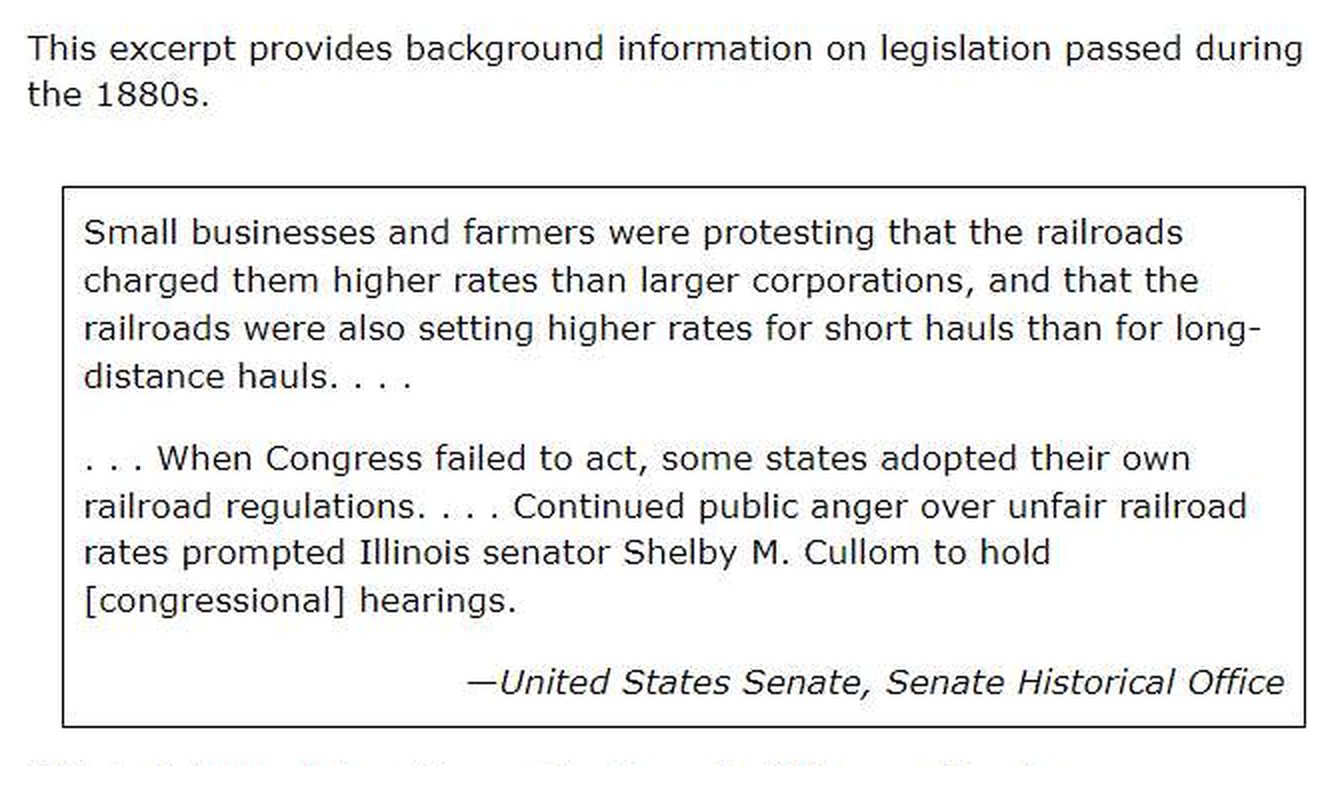 This excerpt provides background information on legislation passed during
the 1880s.
Small businesses and farmers were protesting that the railroads
charged them higher rates than larger corporations, and that the
railroads were also setting higher rates for short hauls than for long-
distance hauls. . . .
. . . When Congress failed to act, some states adopted their own
railroad regulations. . . . Continued public anger over unfair railroad
rates prompted Illinois senator Shelby M. Cullom to hold
[congressional] hearings.
—United States Senate, Senate Historical Office